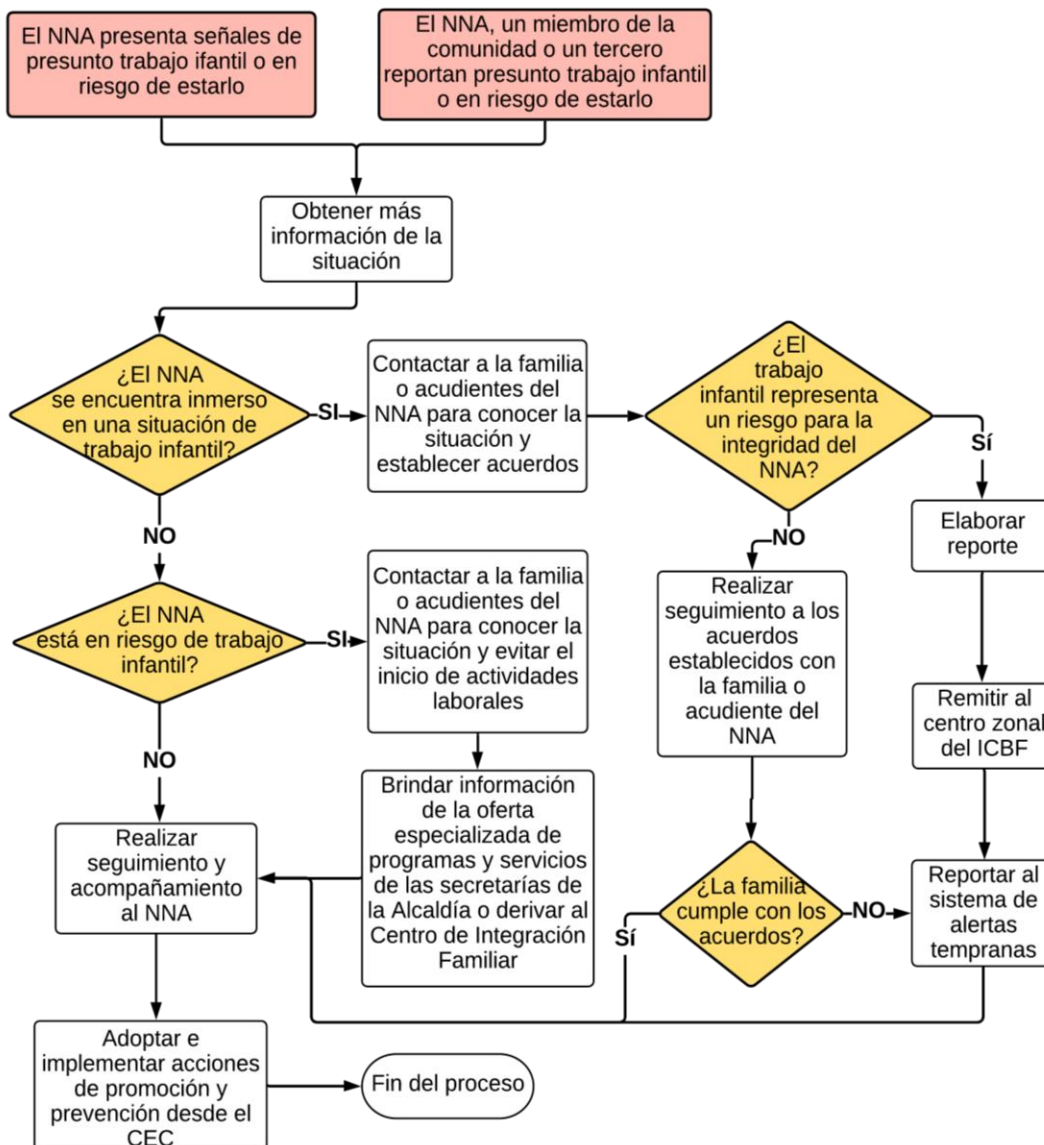 El NNA presenta señales de
presunto trabajo ifantil o en
riesgo de estarlo
El NNA, un miembro de la
comunidad o un tercero
reportan presunto trabajo infantil
o en riesgo de estarlo
Obtener más
información de la
situación
¿El NNA
se encuentra inmerso
en una situación de
trabajo infantil?
SI
Contactar a la familia
o acudientes del
NNA para conocer la
situación y
establecer acuerdos
¿El
trabajo
infantil representa
un riesgo para la
integridad del
NNA?
Sí
Elaborar
reporte
NO
NO
¿El NNA
está en riesgo de trabajo
infantil?
SI
Contactar a la familia
o acudientes del
NNA para conocer la
situación y evitar el
inicio de actividades
laborales
Realizar
seguimiento a los
acuerdos
establecidos con
la familia o
acudiente del
NNA
Remitir al
centro zonal
del ICBF
NO
Realizar
seguimiento y
acompañamiento
al NNA
Brindar información
de la oferta
especializada de
programas y servicios
de las secretarías de
la Alcaldía o derivar al
Centro de Integración
Familiar
¿La familia
cumple con los
acuerdos?
Sí
NO
Reportar al
sistema de
alertas
tempranas
Adoptar e
implementar acciones
de promoción y
prevención desde el
CEC
Fin del proceso